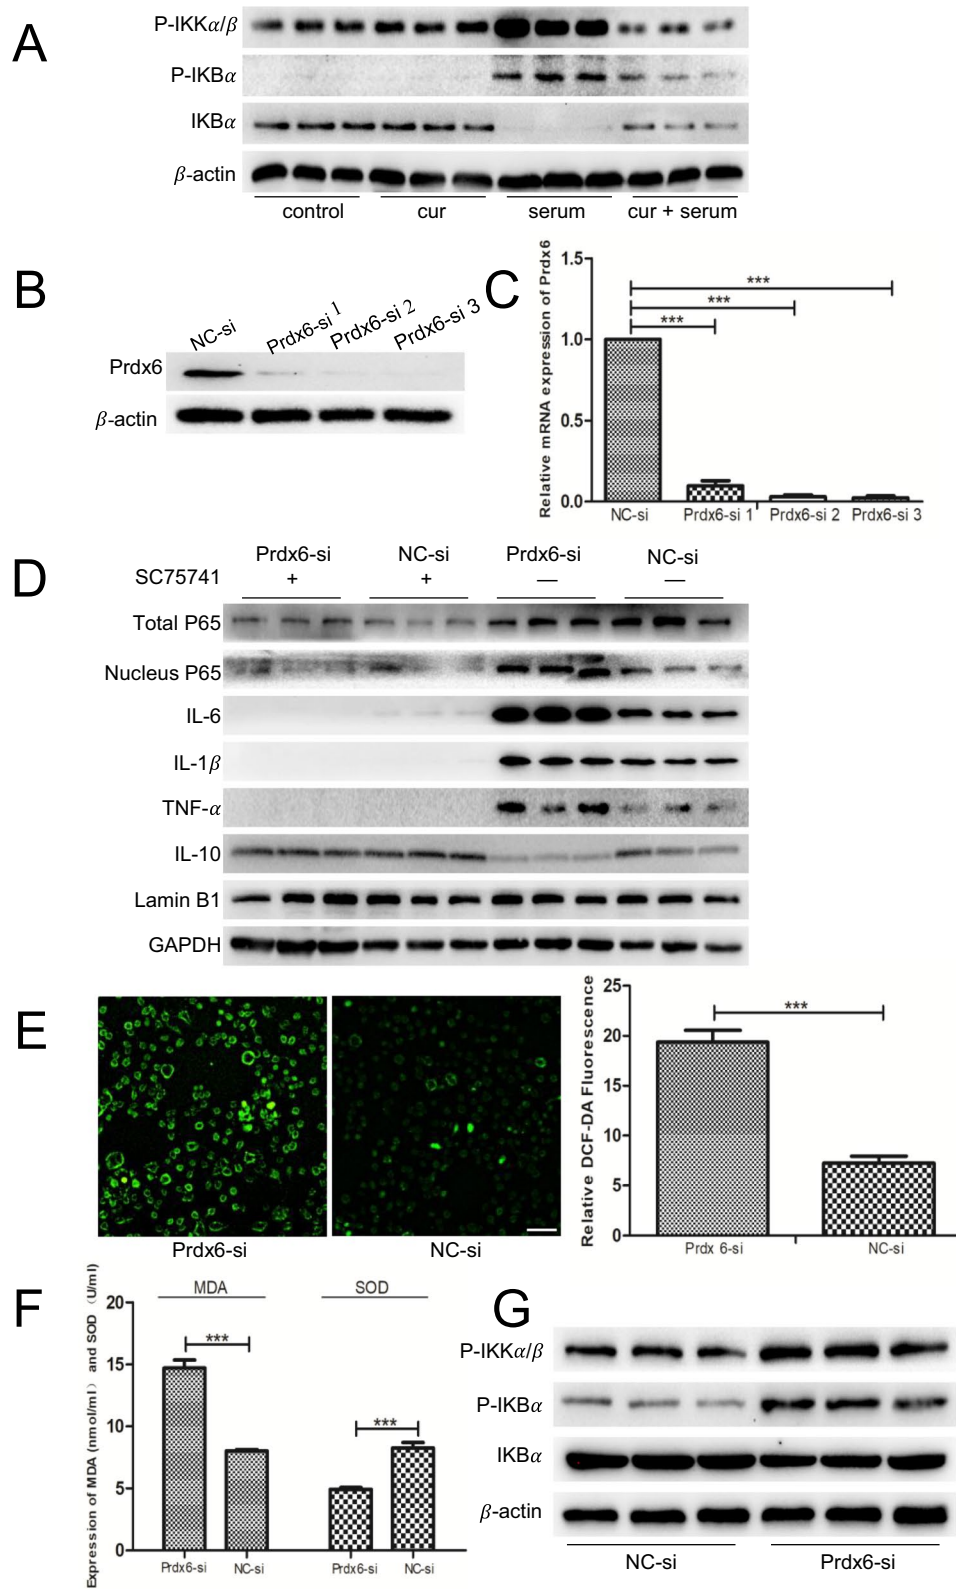 A
P-IKKα/β
P-IKBα
IKBα
β-actin
control cur serum cur + serum
B
NC-si Prdx6-si 1 Prdx6-si 2 Prdx6-si 3
Prdx6
β-actin
C
Relative mRNA expression of Prdx6
1.5
1.0
0.5
0.0
***
***
***
NC-si Prdx6-si 1 Prdx6-si 2 Prdx6-si 3
D
Prdx6-si NC-si Prdx6-si NC-si
SC75741 + + — —
Total P65
Nucleus P65
IL-6
IL-1β
TNF-α
IL-10
Lamin B1
GAPDH
E
Prdx6-si NC-si
Relative DCF-DA Fluorescence
25
20
15
10
5
0
***
Prdx 6-si NC-si
F
Expression of MDA (nmol/ml) and SOD (U/ml)
MDA SOD
20
15
10
5
0
***
***
Prdx6-si NC-si Prdx6-si NC-si
G
P-IKKα/β
P-IKBα
IKBα
β-actin
NC-si Prdx6-si